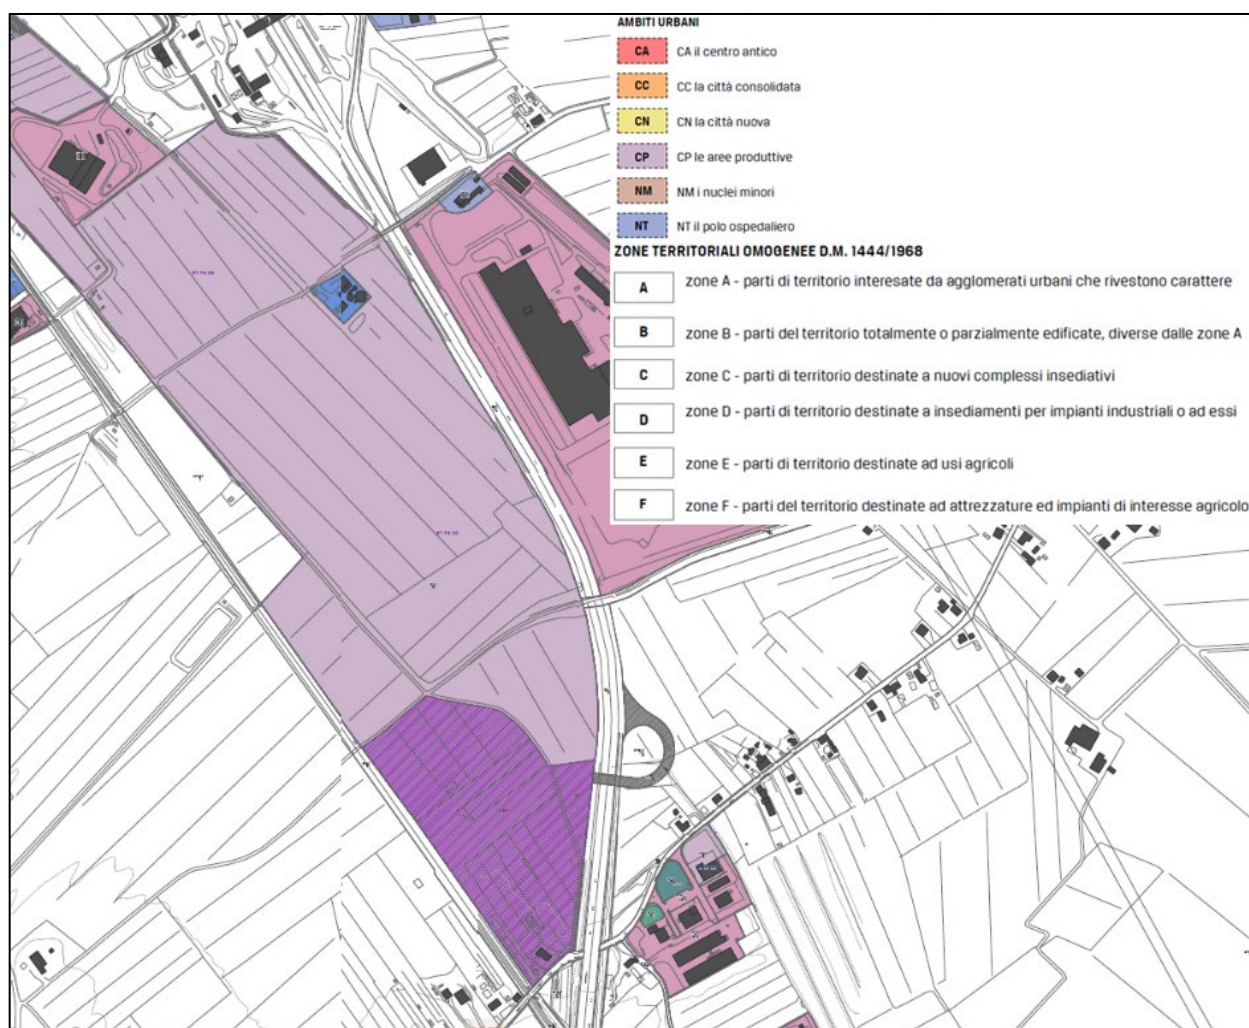 AMBITI URBANI
CA CA il centro antico
CC CC la città consolidata
CN CN la città nuova
CP CP le aree produttive
NM NM i nuclei minori
NT NT il polo ospedaliero
ZONE TERRITORIALI OMOGENEE D.M. 1444/1968
A zone A - parti di territorio interesate da agglomerati urbani che rivestono carattere
B zone B - parti del territorio totalmente o parzialmente edificate, diverse dalle zone A
C zone C - parti di territorio destinate a nuovi complessi insediativi
D zone D - parti di territorio destinate a insediamenti per impianti industriali o ad essi
E zone E - parti di territorio destinate ad usi agricoli
F zone F - parti del territorio destinate ad attrezzature ed impianti di interesse agricolo